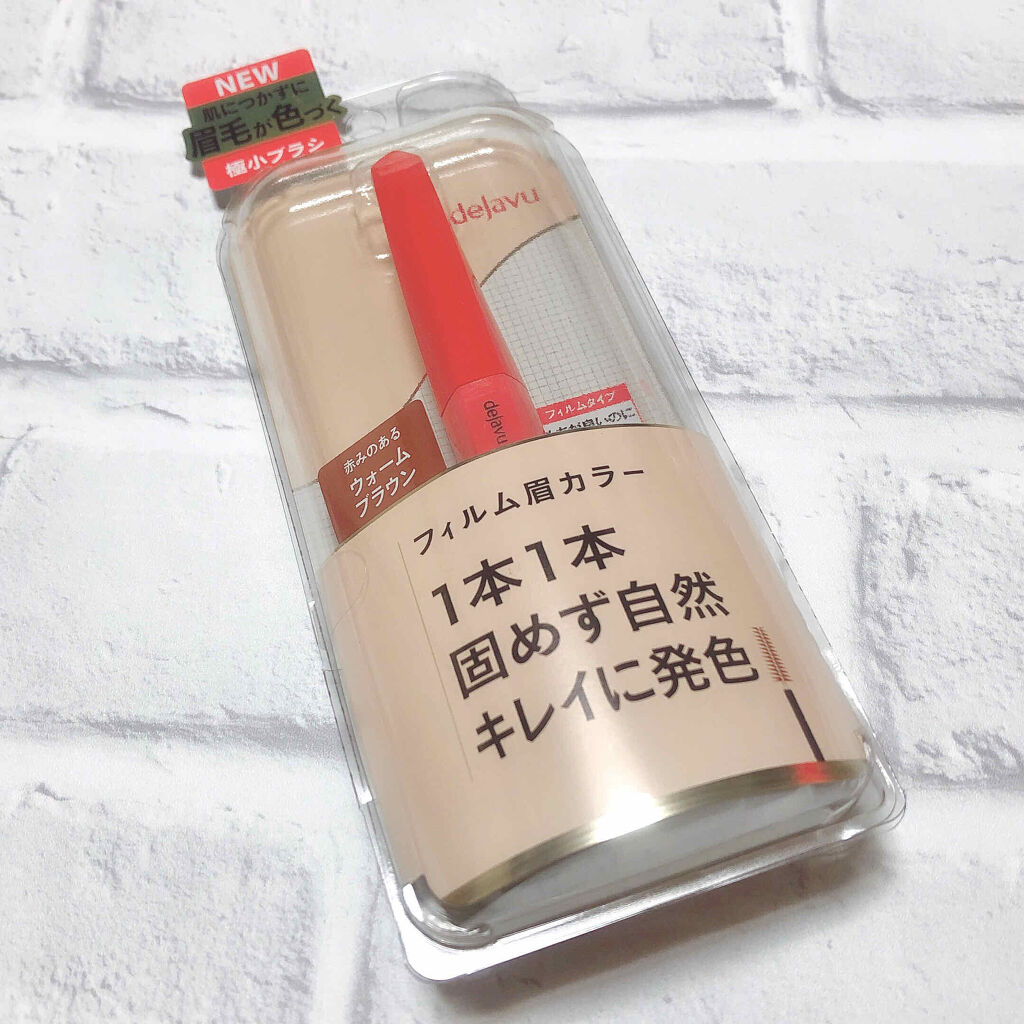 NEW
肌につかずに
眉毛が色づく
極小ブラシ
dejavu
dejavu
フィルムタイプ
赤みのある
ウォーム
ブラウン
フィルム眉カラー
1本1本
固めず自然
キレイに発色